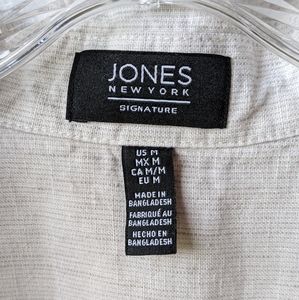 JONES
NEW YORK
SIGNATURE
US M
MX M
CA M/M
EU M
MADE IN
BANGLADESH
FABRIQUÉ AU
BANGLADESH
HECHO EN
BANGLADESH